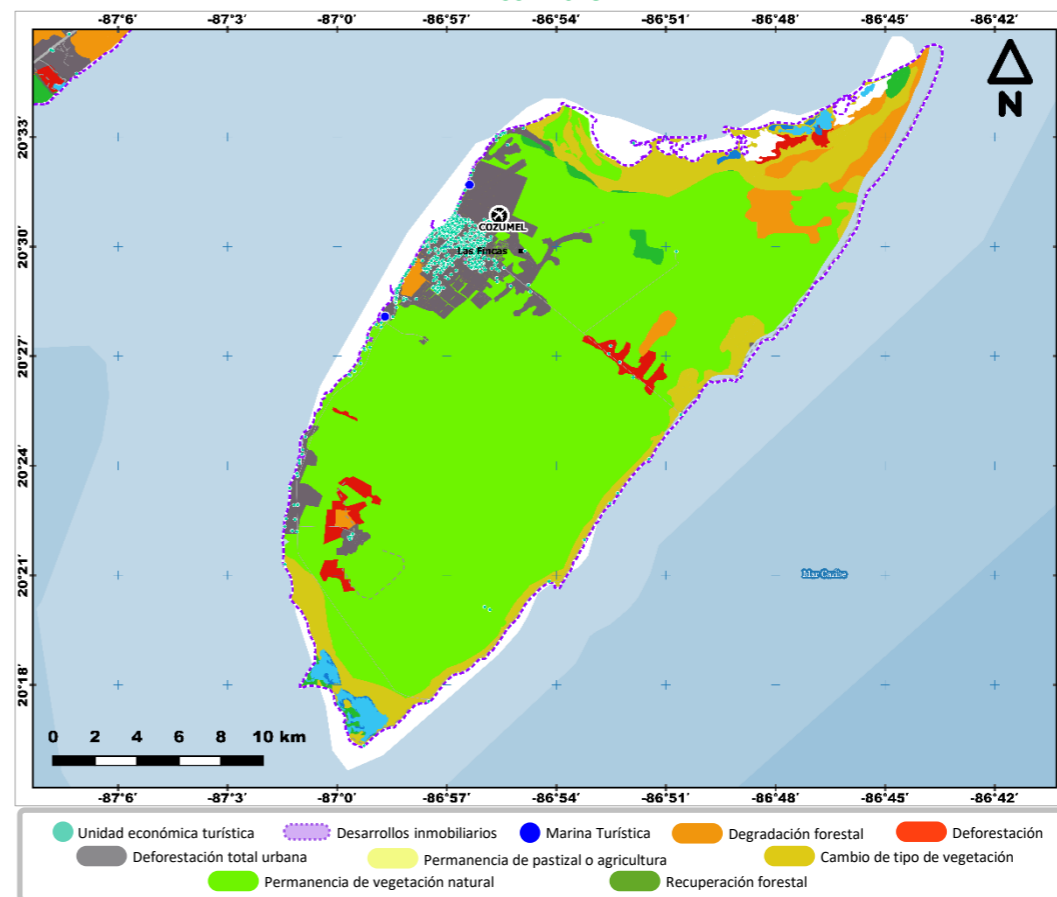 -87°6′ -87°3′ -87°0′ -86°57′ -86°54′ -86°51′ -86°48′ -86°45′ -86°42′
N
20°33′
20°30′
20°27′
20°24′
20°21′
20°18′
COZUMEL
Las Fincas
Mar Caribe
0 2 4 6 8 10 km
-87°6′ -87°3′ -87°0′ -86°57′ -86°54′ -86°51′ -86°48′ -86°45′ -86°42′
Unidad económica turística Desarrollos inmobiliarios Marina Turística Degradación forestal Deforestación
Deforestación total urbana Permanencia de pastizal o agricultura Cambio de tipo de vegetación
Permanencia de vegetación natural Recuperación forestal